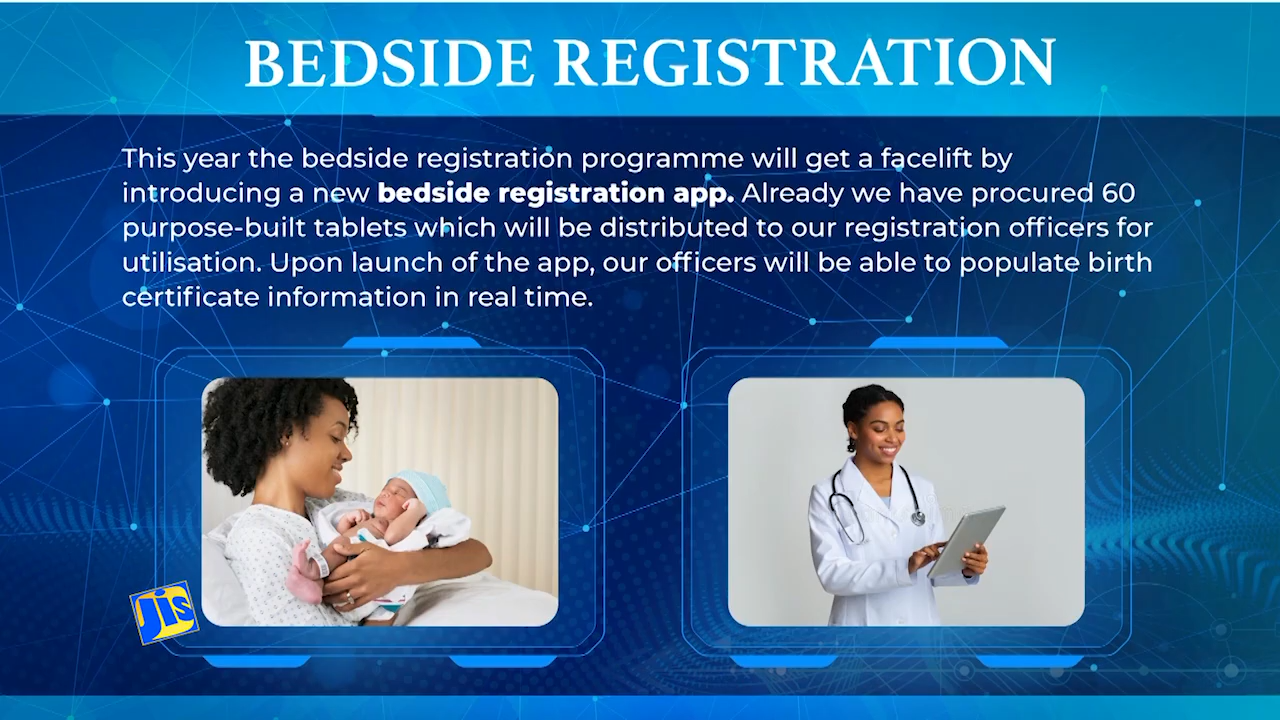 BEDSIDE REGISTRATION
This year the bedside registration programme will get a facelift by
introducing a new bedside registration app. Already we have procured 60
purpose-built tablets which will be distributed to our registration officers for
utilisation. Upon launch of the app, our officers will be able to populate birth
certificate information in real time.
Jis